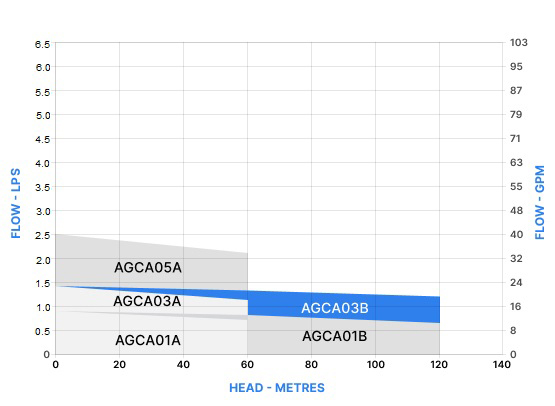 6.5 103
6.0 95
5.5 87
5.0 79
4.5 71
4.0 63
3.5 55
3.0 48
2.5 40
2.0 32
1.5 24
1.0 16
0.5 8
0 0
FLOW - LPS
FLOW - GPM
AGCA05A
AGCA03A
AGCA03B
AGCA01A
AGCA01B
0 20 40 60 80 100 120 140
HEAD - METRES